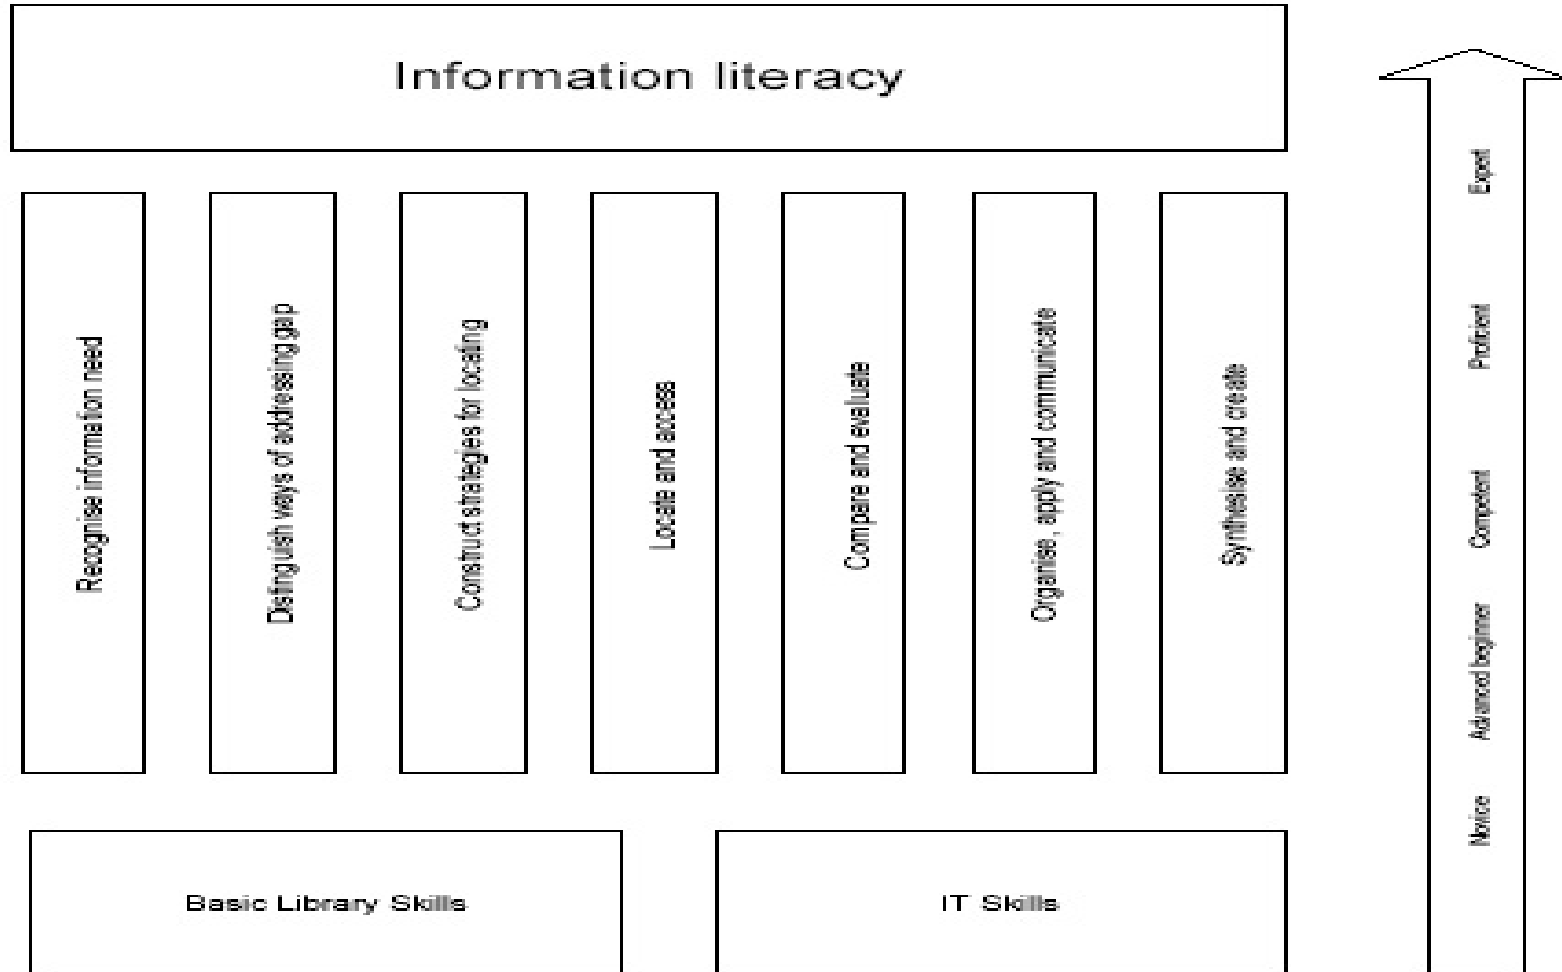 Information literacy
Recognise information need
Distinguish ways of addressing gap
Construct strategies for locating
Locate and access
Compare and evaluate
Organise, apply and communicate
Synthesise and create
Basic Library Skills
IT Skills
Expert
Proficient
Competent
Advanced beginner
Novice